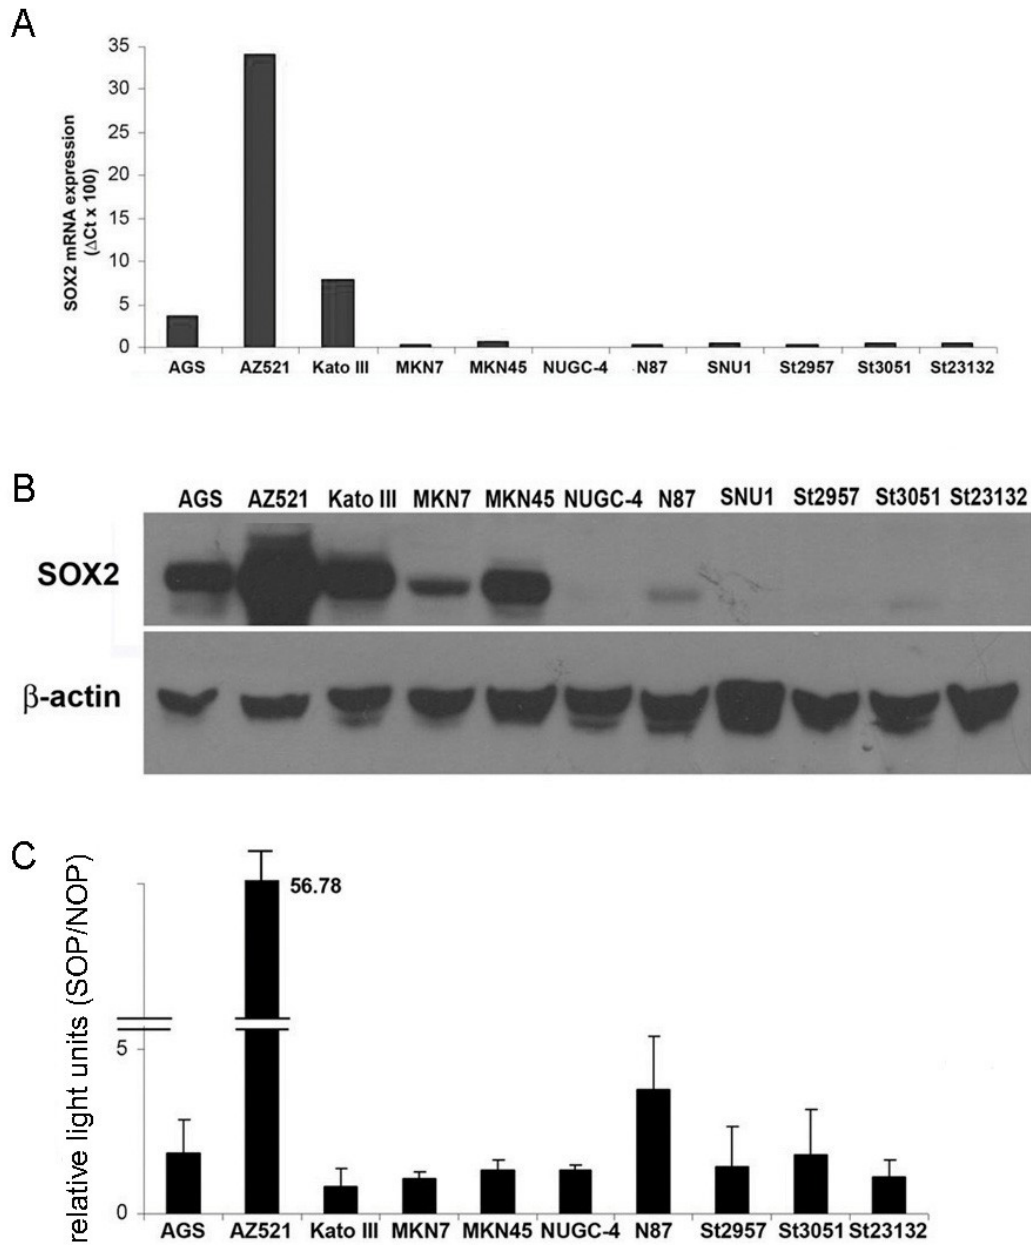 A
SOX2 mRNA expression
(ΔCt x 100)
35
30
25
20
15
10
5
0
AGS AZ521 Kato III MKN7 MKN45 NUGC-4 N87 SNU1 St2957 St3051 St23132
B
AGS AZ521 Kato III MKN7 MKN45 NUGC-4 N87 SNU1 St2957 St3051 St23132
SOX2
β-actin
C
relative light units (SOP/NOP)
56.78
5
0
AGS AZ521 Kato III MKN7 MKN45 NUGC-4 N87 St2957 St3051 St23132